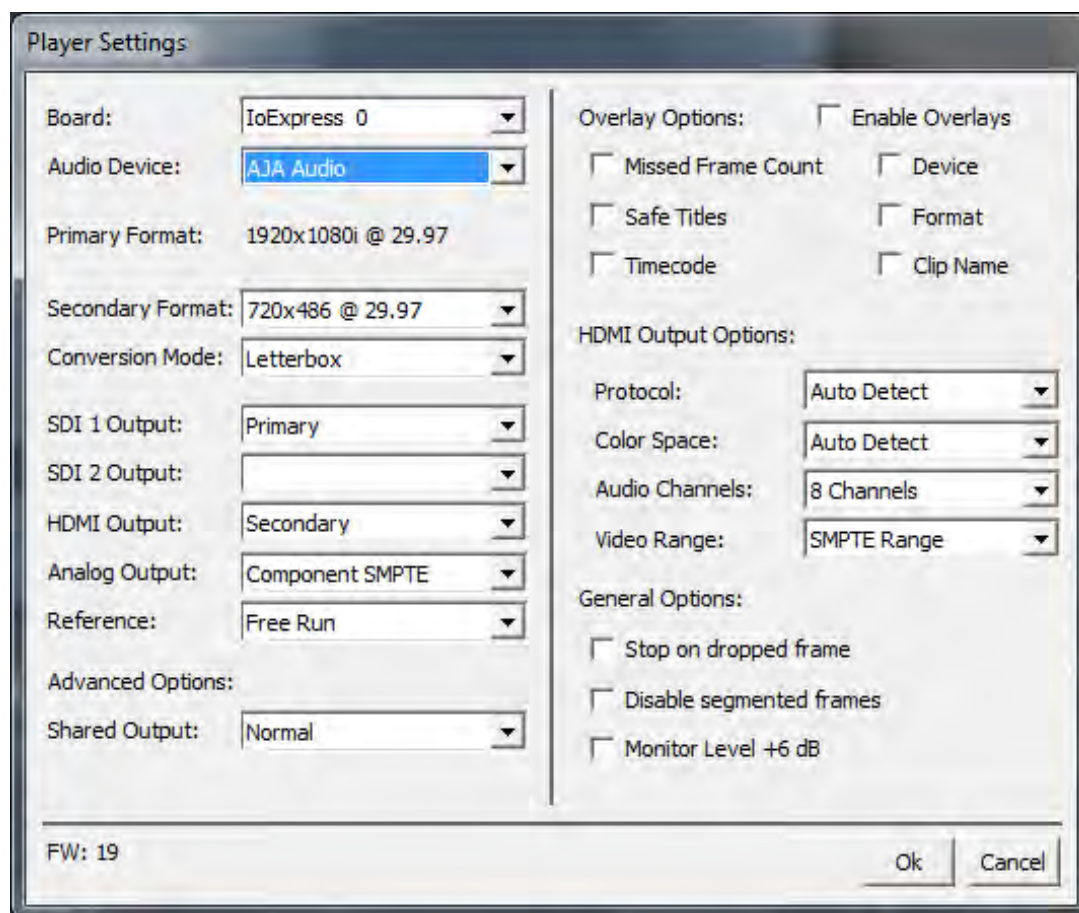 Player Settings
Board: IoExpress 0
Audio Device: AJA Audio
Primary Format: 1920x1080i @ 29.97
Secondary Format: 720x486 @ 29.97
Conversion Mode: Letterbox
SDI 1 Output: Primary
SDI 2 Output:
HDMI Output: Secondary
Analog Output: Component SMPTE
Reference: Free Run
Advanced Options:
Shared Output: Normal
Overlay Options: Enable Overlays
Missed Frame Count Device
Safe Titles Format
Timecode Clip Name
HDMI Output Options:
Protocol: Auto Detect
Color Space: Auto Detect
Audio Channels: 8 Channels
Video Range: SMPTE Range
General Options:
Stop on dropped frame
Disable segmented frames
Monitor Level +6 dB
FW: 19
Ok Cancel